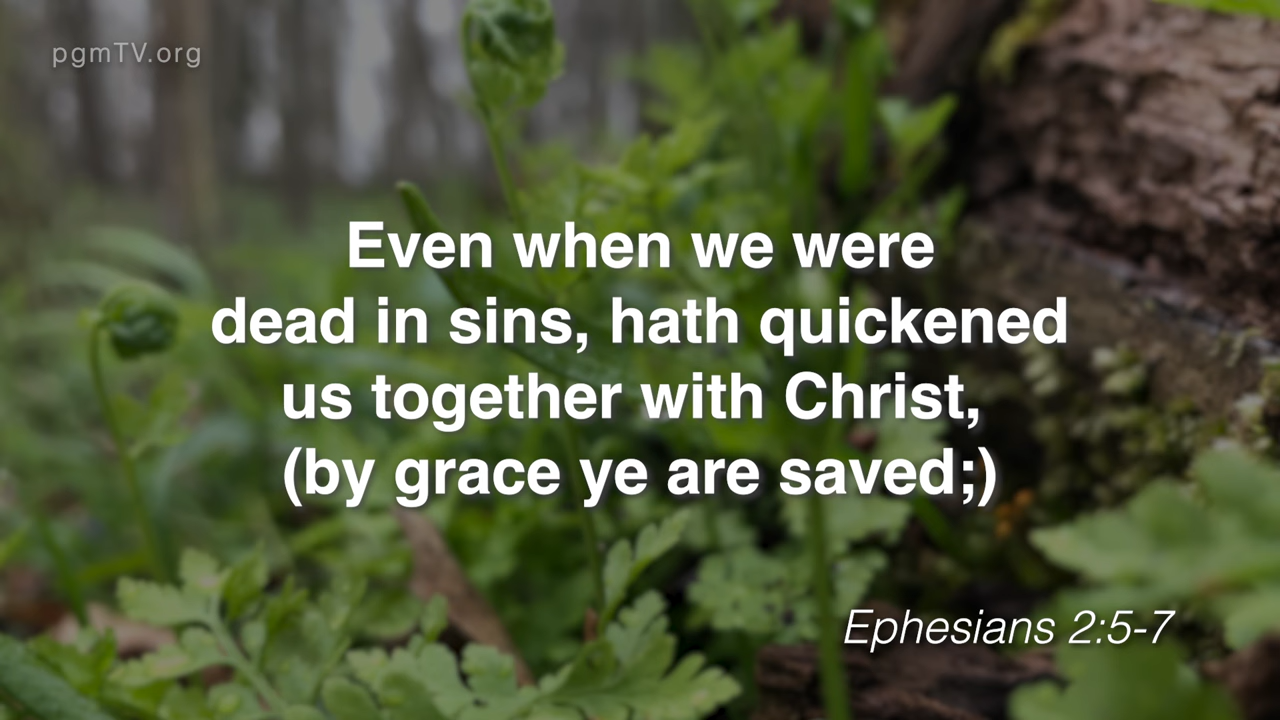 pgmTV.org
Even when we were
dead in sins, hath quickened
us together with Christ,
(by grace ye are saved;)
Ephesians 2:5-7